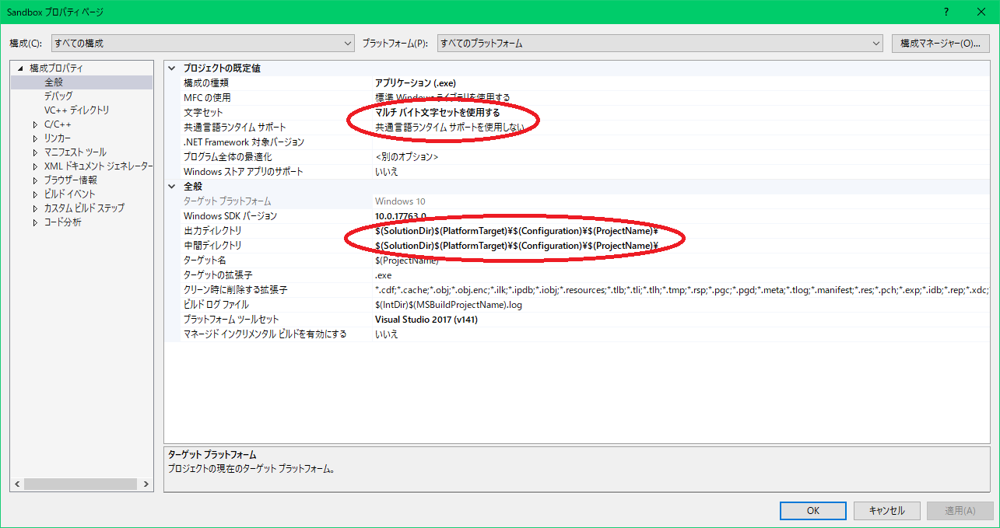 Sandbox プロパティ ページ
? ×
構成(C): すべての構成 プラットフォーム(P): すべてのプラットフォーム 構成マネージャー(O)...
構成プロパティ
全般
デバッグ
VC++ ディレクトリ
C/C++
リンカー
マニフェスト ツール
XML ドキュメント ジェネレーター
ブラウザー情報
ビルド イベント
カスタム ビルド ステップ
コード分析
プロジェクトの既定値
構成の種類 アプリケーション (.exe)
MFC の使用 標準 Windows ライブラリを使用する
文字セット マルチ バイト文字セットを使用する
共通言語ランタイム サポート 共通言語ランタイム サポートを使用しない
.NET Framework 対象バージョン
プログラム全体の最適化 <別のオプション>
Windows ストア アプリのサポート いいえ
全般
ターゲット プラットフォーム Windows 10
Windows SDK バージョン 10.0.17763.0
出力ディレクトリ $(SolutionDir)$(PlatformTarget)¥$(Configuration)¥$(ProjectName)¥
中間ディレクトリ $(SolutionDir)$(PlatformTarget)¥$(Configuration)¥$(ProjectName)¥
ターゲット名 $(ProjectName)
ターゲットの拡張子 .exe
クリーン時に削除する拡張子 *.cdf;*.cache;*.obj;*.obj.enc;*.ilk;*.ipdb;*.iobj;*.resources;*.tlb;*.tli;*.tlh;*.tmp;*.rsp;*.pgc;*.pgd;*.meta;*.tlog;*.manifest;*.res;*.pch;*.exp;*.idb;*.rep;*.xdc;
ビルド ログ ファイル $(IntDir)$(MSBuildProjectName).log
プラットフォーム ツールセット Visual Studio 2017 (v141)
マネージド インクリメンタル ビルドを有効にする いいえ
ターゲット プラットフォーム
プロジェクトの現在のターゲット プラットフォーム。
OK キャンセル 適用(A)